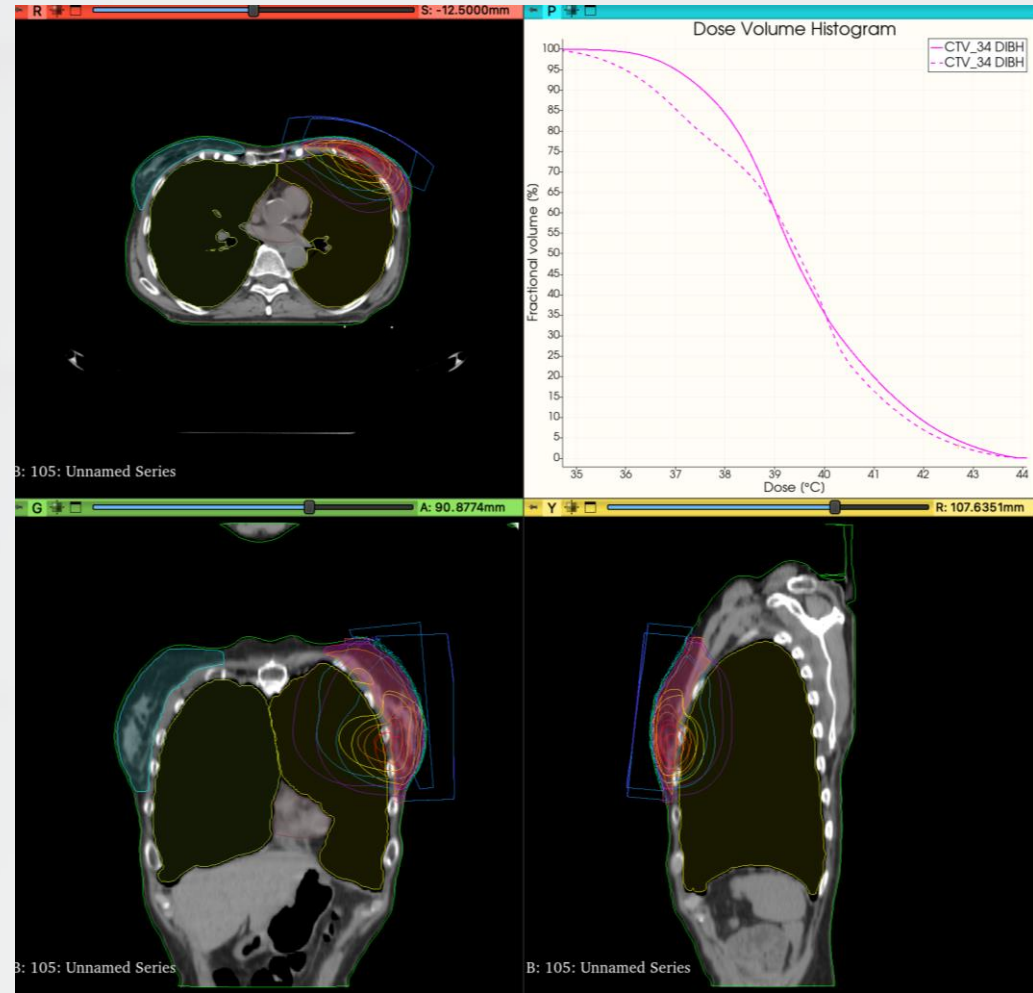 R S: -12.5000mm
B: 105: Unnamed Series
P
Dose Volume Histogram
CTV_34 DIBH
CTV_34 DIBH
Fractional volume (%)
100
95
90
85
80
75
70
65
60
55
50
45
40
35
30
25
20
15
10
5
0
35 36 37 38 39 40 41 42 43 44
Dose (°C)
G A: 90.8774mm
B: 105: Unnamed Series
Y R: 107.6351mm
B: 105: Unnamed Series